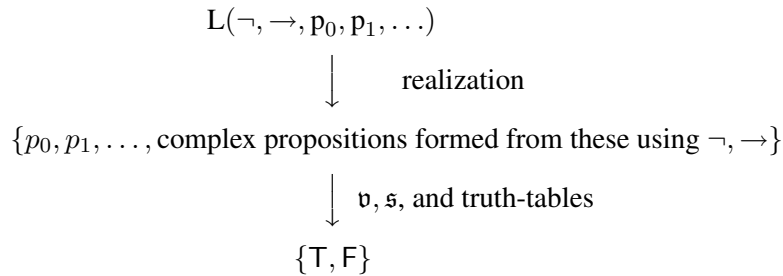 L(¬, →, p₀, p₁, …)
realization
{p₀, p₁, …, complex propositions formed from these using ¬, →}
𝔳, 𝔰, and truth-tables
{T, F}